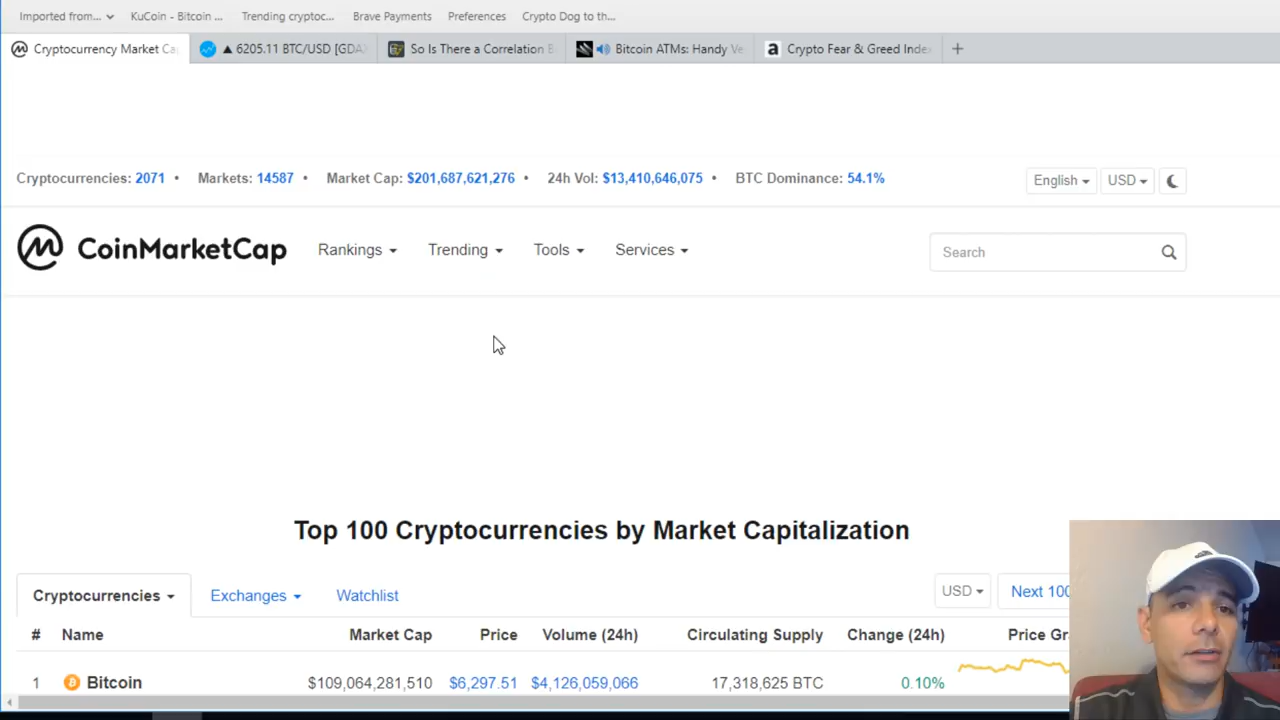 Imported from...
KuCoin - Bitcoin ...
Trending cryptoc...
Brave Payments
Preferences
Crypto Dog to th...
Cryptocurrency Market Ca
▲ 6205.11 BTC/USD [GDAX
So Is There a Correlation B
Bitcoin ATMs: Handy Ve
Crypto Fear & Greed Inde
Cryptocurrencies: 2071 • Markets: 14587 • Market Cap: $201,687,621,276 • 24h Vol: $13,410,646,075 • BTC Dominance: 54.1%
English
USD
CoinMarketCap
Rankings
Trending
Tools
Services
Search
Top 100 Cryptocurrencies by Market Capitalization
Cryptocurrencies
Exchanges
Watchlist
USD
Next 100
# Name Market Cap Price Volume (24h) Circulating Supply Change (24h) Price Gr
1 Bitcoin $109,064,281,510 $6,297.51 $4,126,059,066 17,318,625 BTC 0.10%